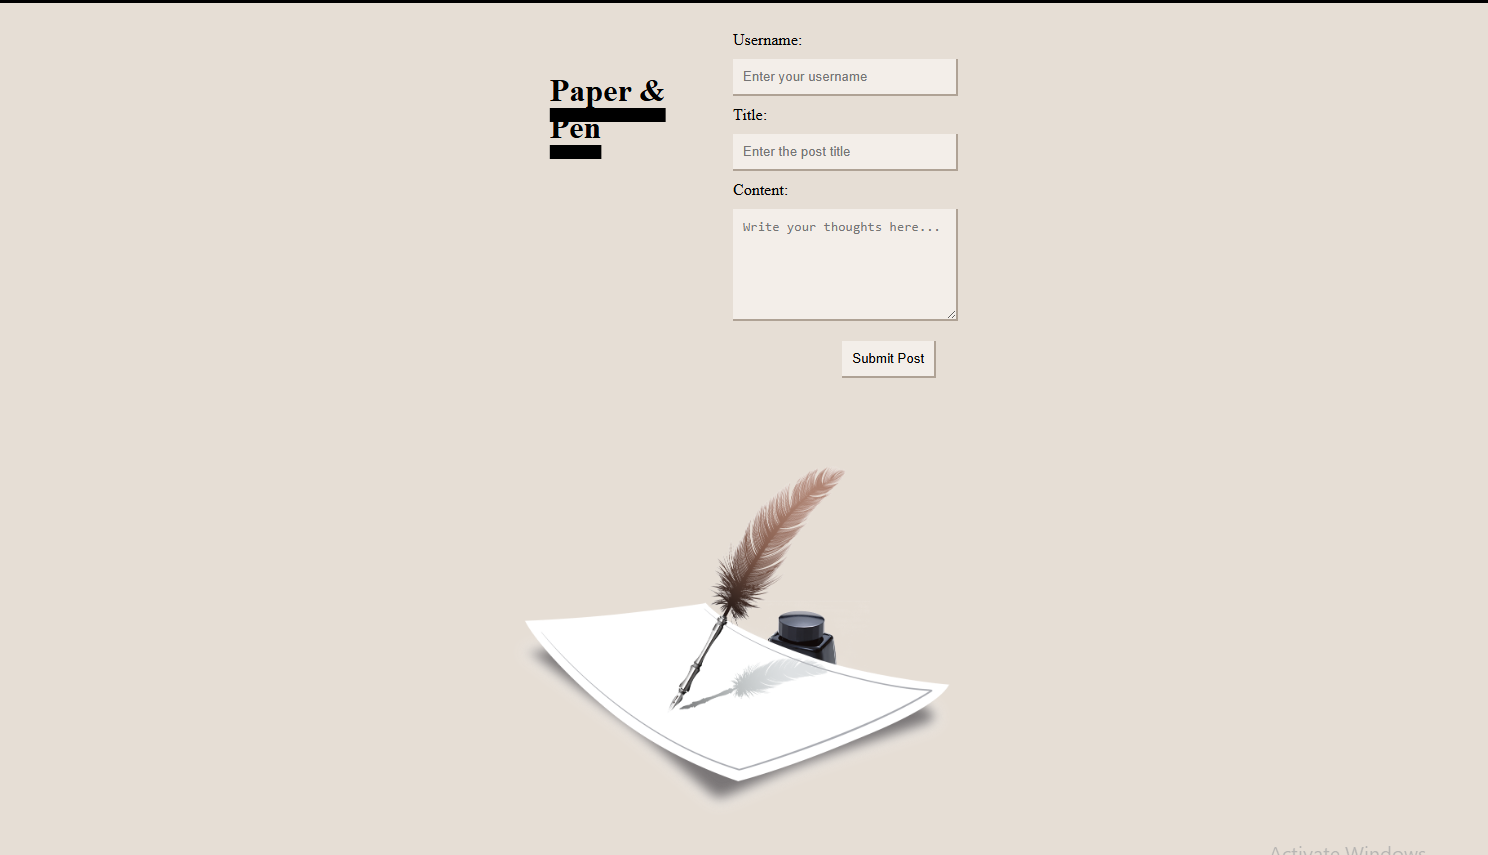 Username:
Enter your username
Paper &
Pen
Title:
Enter the post title
Content:
Write your thoughts here...
Submit Post
Activate Windows